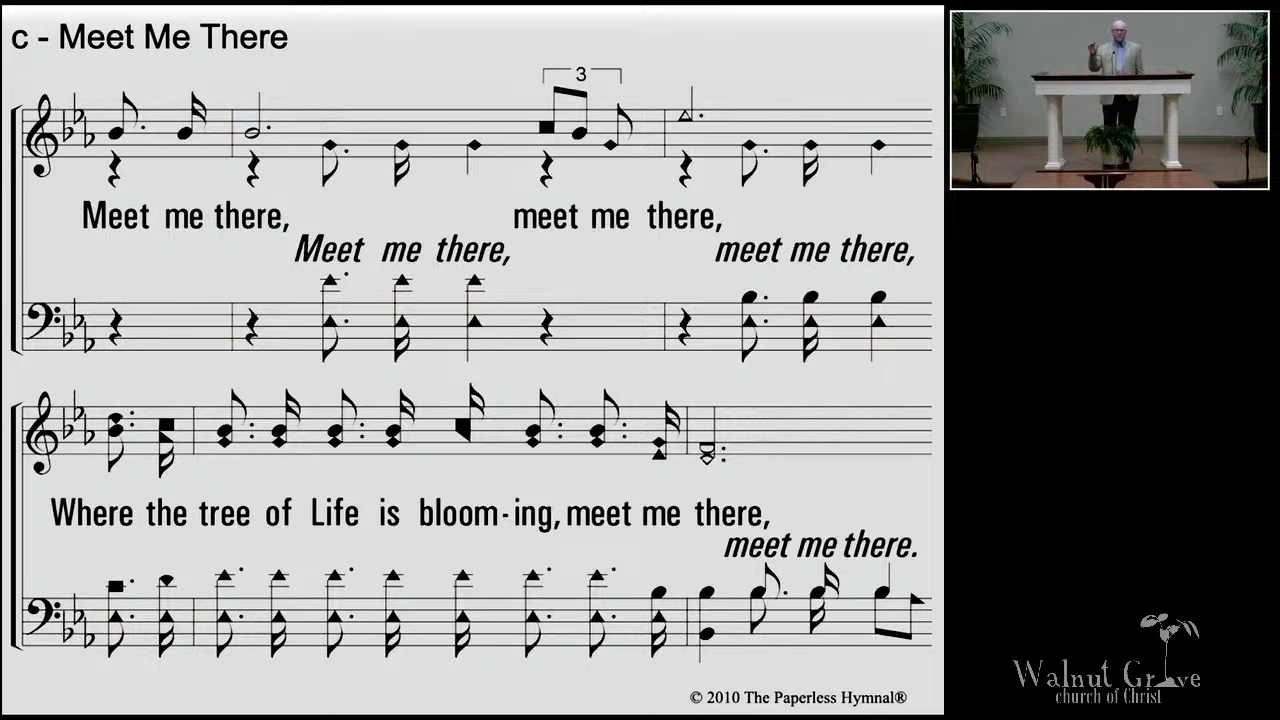 c - Meet Me There
3
Meet me there, meet me there,
Meet me there, meet me there,
Where the tree of Life is bloom-ing, meet me there,
meet me there.
© 2010 The Paperless Hymnal®
Walnut Grove
church of Christ